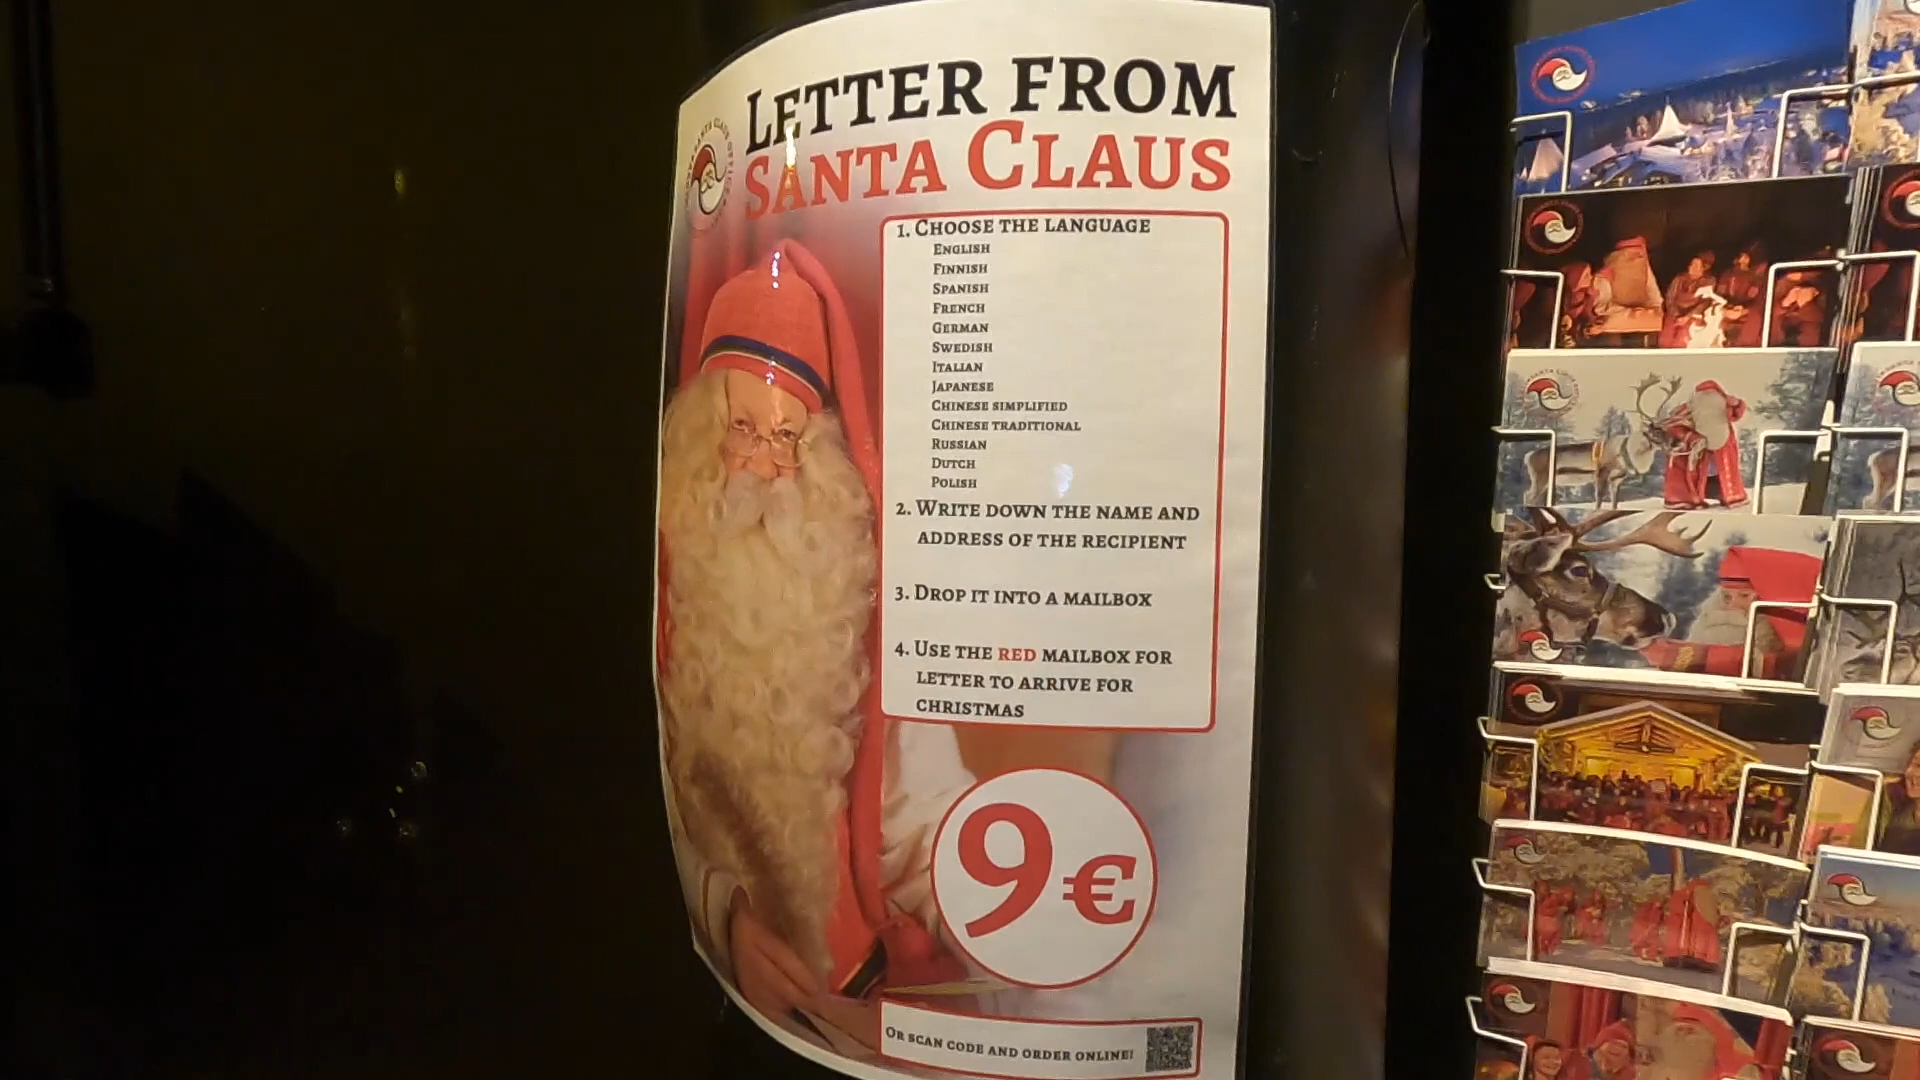 LETTER FROM
SANTA CLAUS
1. CHOOSE THE LANGUAGE
ENGLISH
FINNISH
SPANISH
FRENCH
GERMAN
SWEDISH
ITALIAN
JAPANESE
CHINESE SIMPLIFIED
CHINESE TRADITIONAL
RUSSIAN
DUTCH
POLISH
2. WRITE DOWN THE NAME AND
ADDRESS OF THE RECIPIENT
3. DROP IT INTO A MAILBOX
4. USE THE RED MAILBOX FOR
LETTER TO ARRIVE FOR
CHRISTMAS
9€
OR SCAN CODE AND ORDER ONLINE!